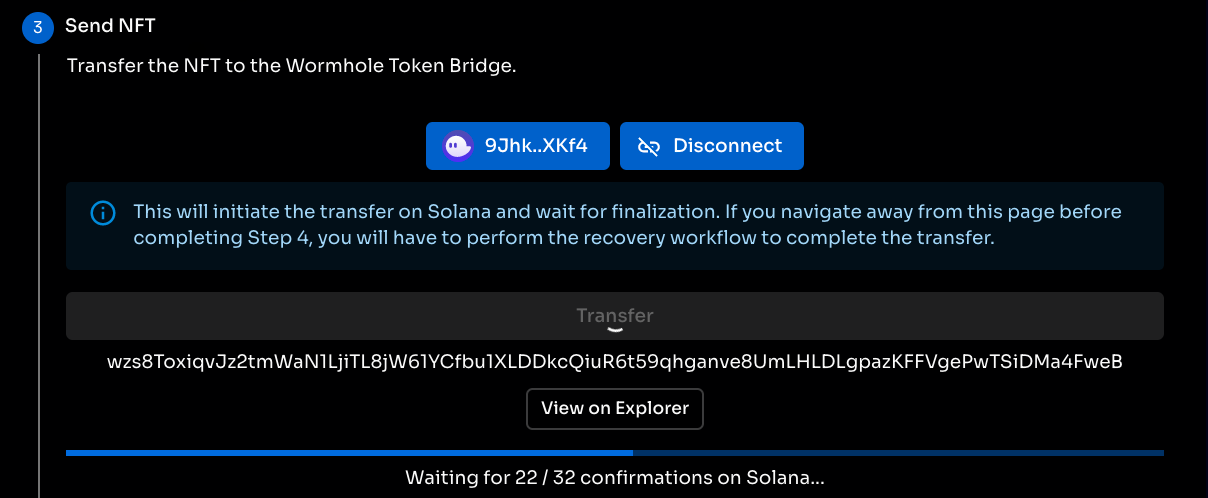 3 Send NFT
Transfer the NFT to the Wormhole Token Bridge.
9Jhk..XKf4 Disconnect
This will initiate the transfer on Solana and wait for finalization. If you navigate away from this page before
completing Step 4, you will have to perform the recovery workflow to complete the transfer.
Transfer
wzs8ToxiqvJz2tmWaN1LjiTL8jW61YCfbu1XLDDkcQiuR6t59qhganve8UmLHLDLgpazKFFVgePwTSiDMa4FweB
View on Explorer
Waiting for 22 / 32 confirmations on Solana...